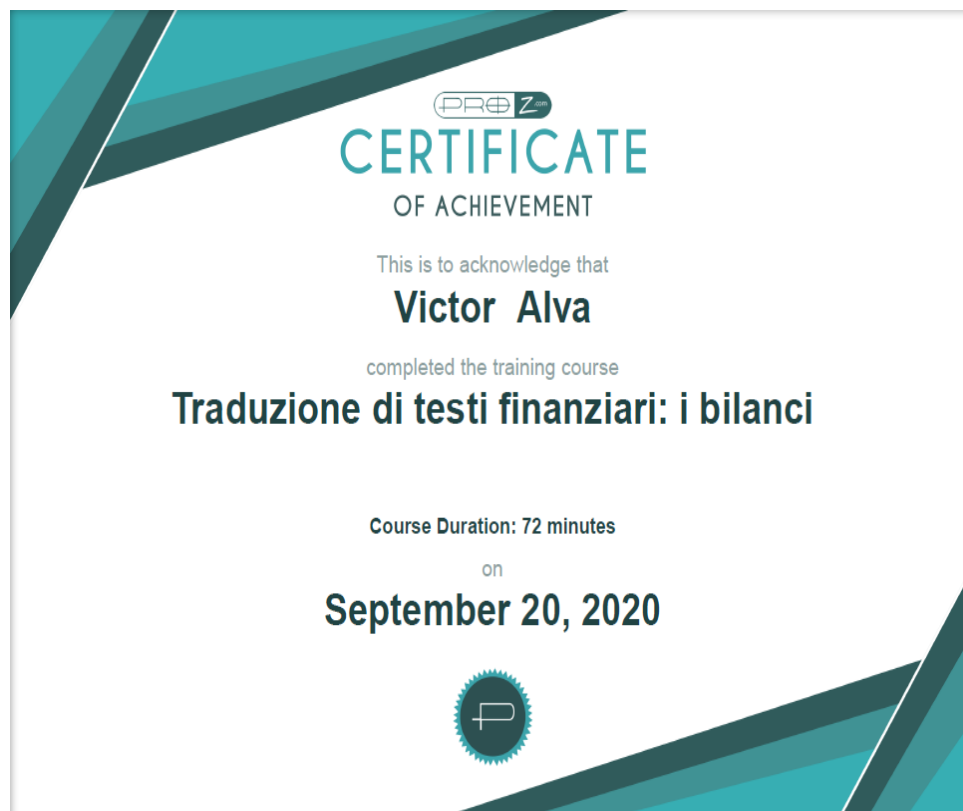 PROZ.com
CERTIFICATE
OF ACHIEVEMENT
This is to acknowledge that
Victor Alva
completed the training course
Traduzione di testi finanziari: i bilanci
Course Duration: 72 minutes
on
September 20, 2020
P